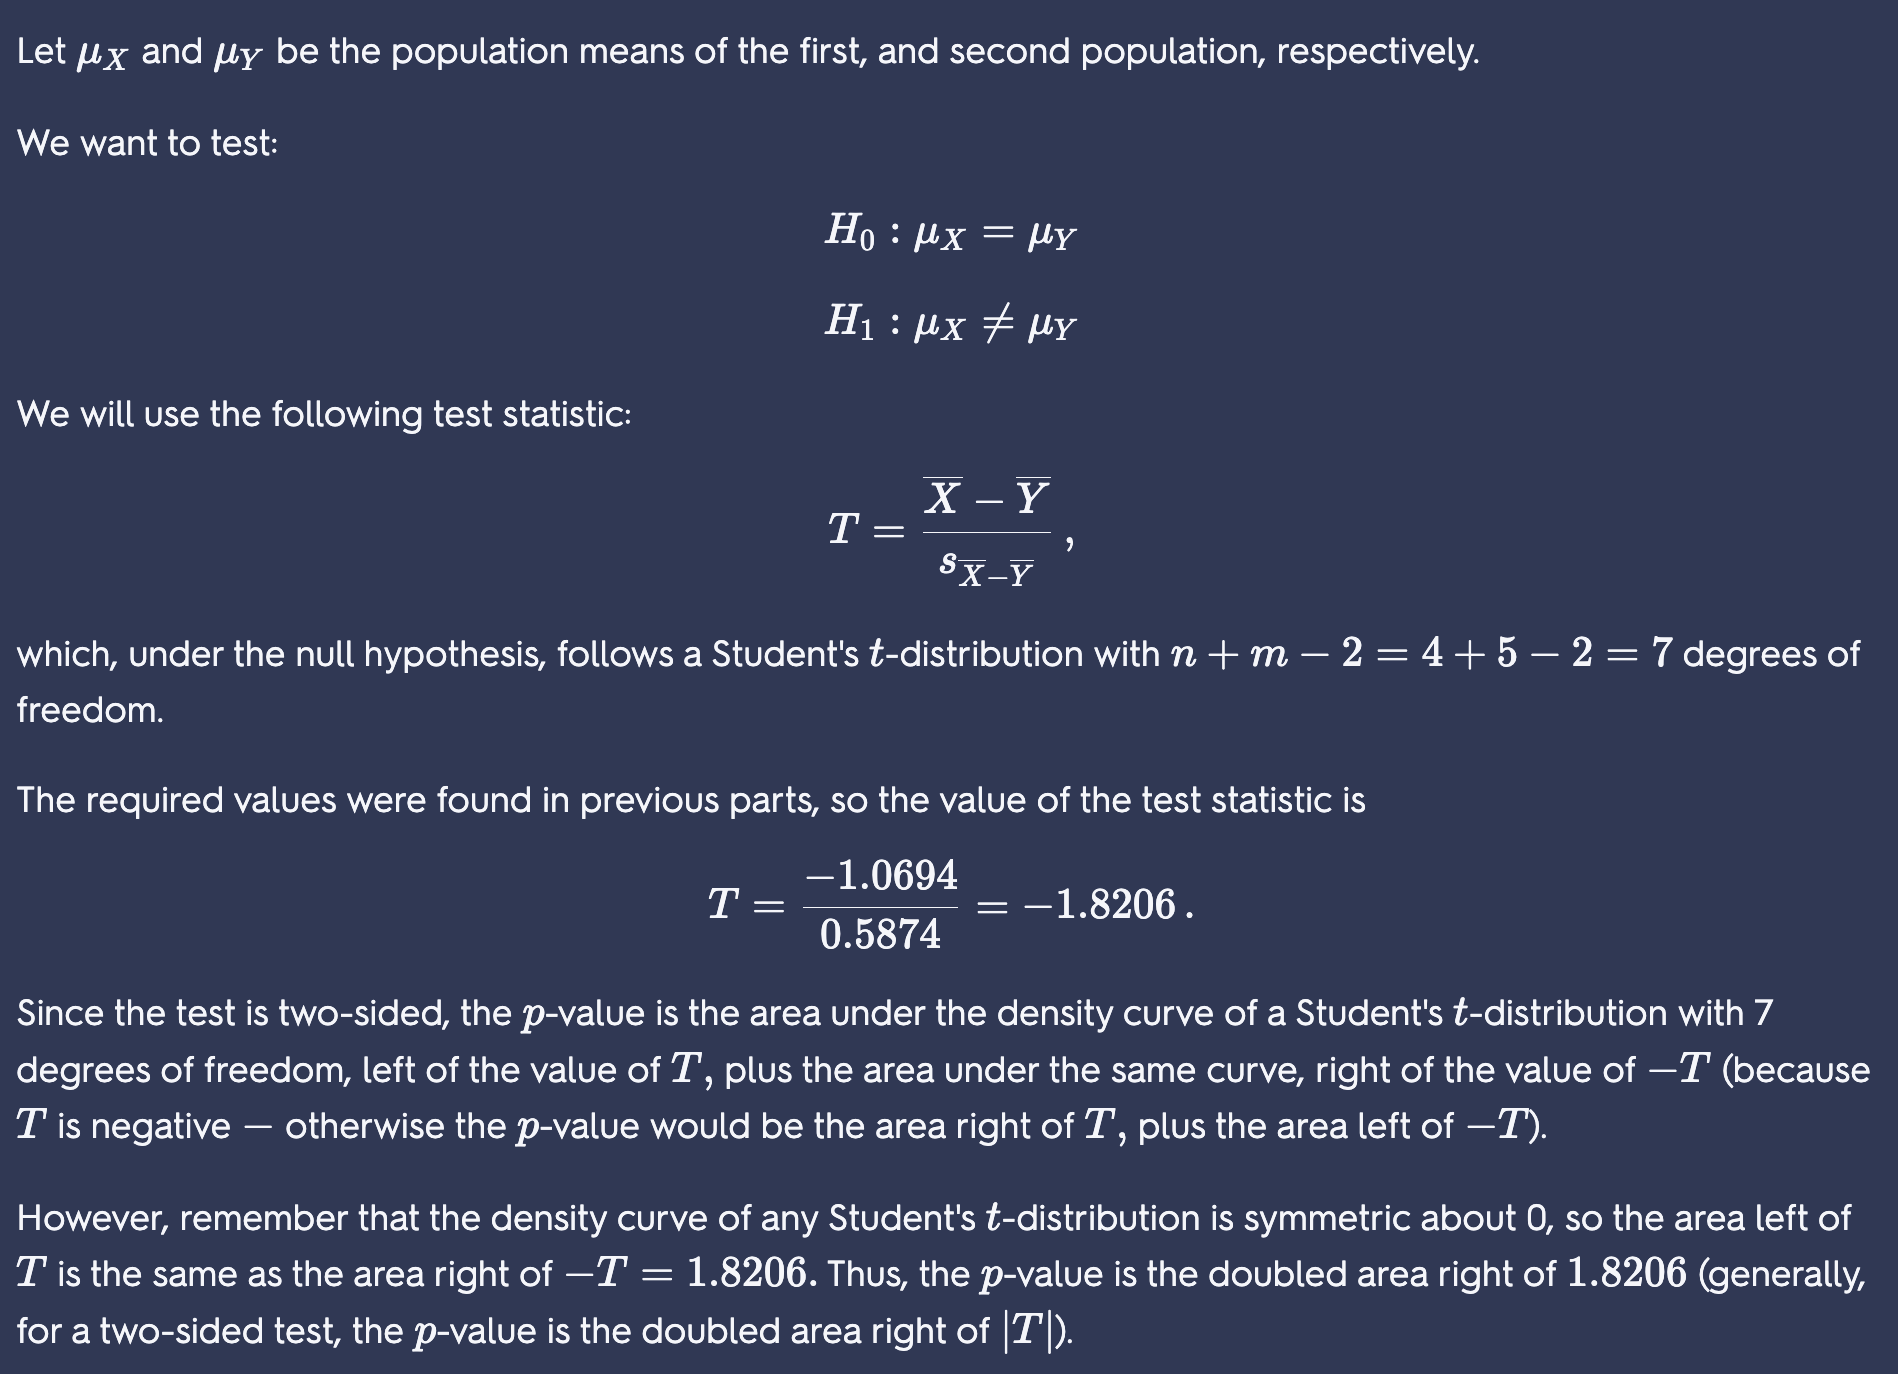 Let μ_X and μ_Y be the population means of the first, and second population, respectively.
We want to test:
H_0 : μ_X = μ_Y
H_1 : μ_X ≠ μ_Y
We will use the following test statistic:
T = \frac{\overline{X} − \overline{Y}}{s_{\overline{X}−\overline{Y}}} ,
which, under the null hypothesis, follows a Student's t-distribution with n + m − 2 = 4 + 5 − 2 = 7 degrees of
freedom.
The required values were found in previous parts, so the value of the test statistic is
T = \frac{−1.0694}{0.5874} = −1.8206 .
Since the test is two-sided, the p-value is the area under the density curve of a Student's t-distribution with 7
degrees of freedom, left of the value of T, plus the area under the same curve, right of the value of −T (because
T is negative — otherwise the p-value would be the area right of T, plus the area left of −T).
However, remember that the density curve of any Student's t-distribution is symmetric about 0, so the area left of
T is the same as the area right of −T = 1.8206. Thus, the p-value is the doubled area right of 1.8206 (generally,
for a two-sided test, the p-value is the doubled area right of |T|).